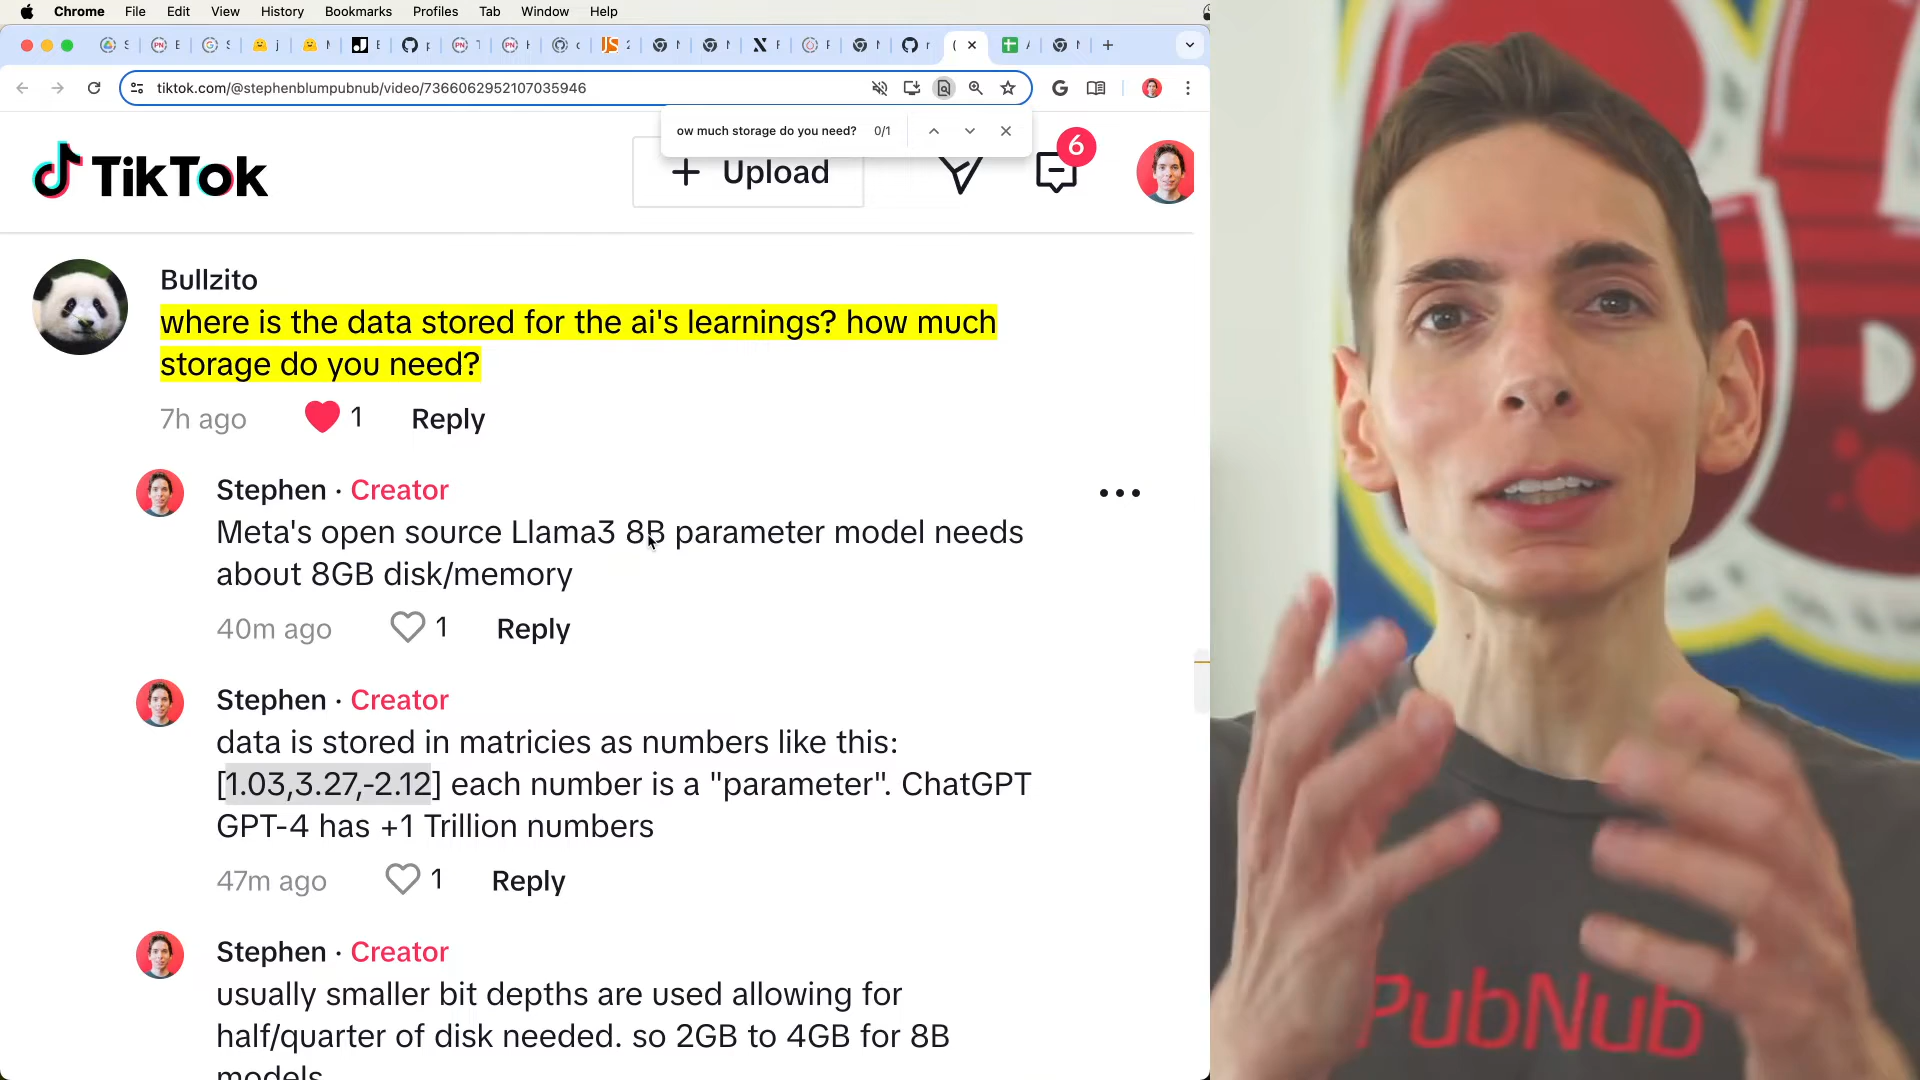 Chrome File Edit View History Bookmarks Profiles Tab Window Help
tiktok.com/@stephenblumpubnub/video/7366062952107035946
ow much storage do you need? 0/1
TikTok
+ Upload
6
Bullzito
where is the data stored for the ai's learnings? how much
storage do you need?
7h ago 1 Reply
Stephen · Creator
Meta's open source Llama3 8B parameter model needs
about 8GB disk/memory
40m ago 1 Reply
Stephen · Creator
data is stored in matricies as numbers like this:
[1.03,3.27,-2.12] each number is a "parameter". ChatGPT
GPT-4 has +1 Trillion numbers
47m ago 1 Reply
Stephen · Creator
usually smaller bit depths are used allowing for
half/quarter of disk needed. so 2GB to 4GB for 8B
models
PubNub